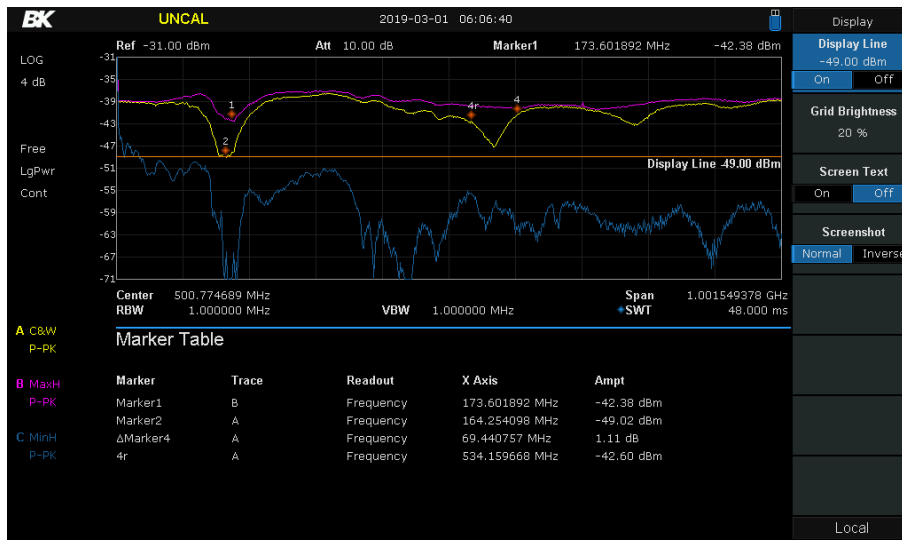 BK UNCAL 2019-03-01 06:06:40
Ref -31.00 dBm Att 10.00 dB Marker1 173.601892 MHz -42.38 dBm
LOG
4 dB
Free
LgPwr
Cont
-31
-35
-39
-43
-47
-51
-55
-59
-63
-67
-71
1
2
4r
4
Display Line -49.00 dBm
Center 500.774689 MHz Span 1.001549378 GHz
RBW 1.000000 MHz VBW 1.000000 MHz SWT 48.000 ms
A C&W
P-PK
B MaxH
P-PK
C MinH
P-PK
Marker Table
Marker Trace Readout X Axis Ampt
Marker1 B Frequency 173.601892 MHz -42.38 dBm
Marker2 A Frequency 164.254098 MHz -49.02 dBm
ΔMarker4 A Frequency 69.440757 MHz 1.11 dB
4r A Frequency 534.159668 MHz -42.60 dBm
Display
Display Line
-49.00 dBm
On Off
Grid Brightness
20 %
Screen Text
On Off
Screenshot
Normal Inverse
Local